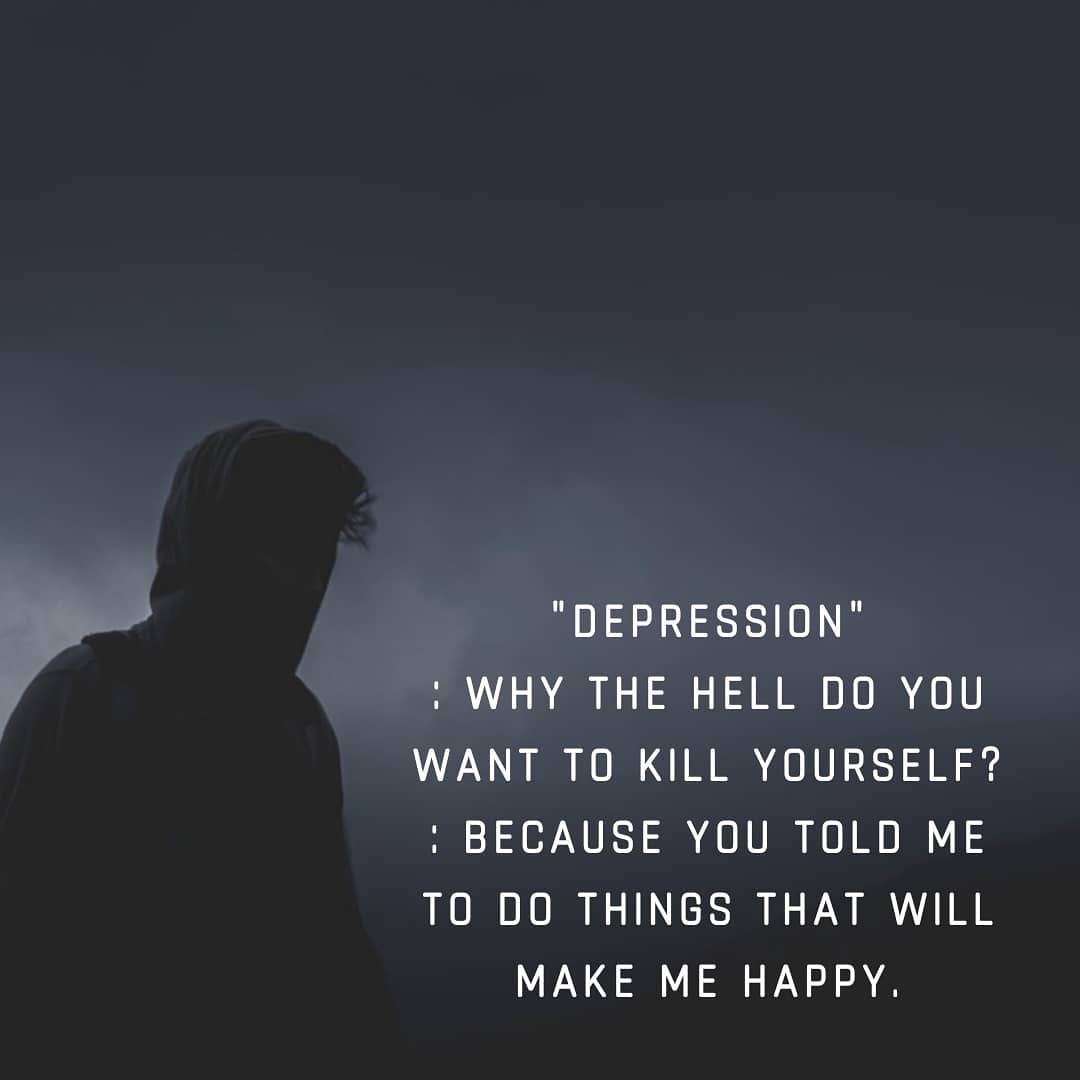 "DEPRESSION"
: WHY THE HELL DO YOU
WANT TO KILL YOURSELF?
: BECAUSE YOU TOLD ME
TO DO THINGS THAT WILL
MAKE ME HAPPY.